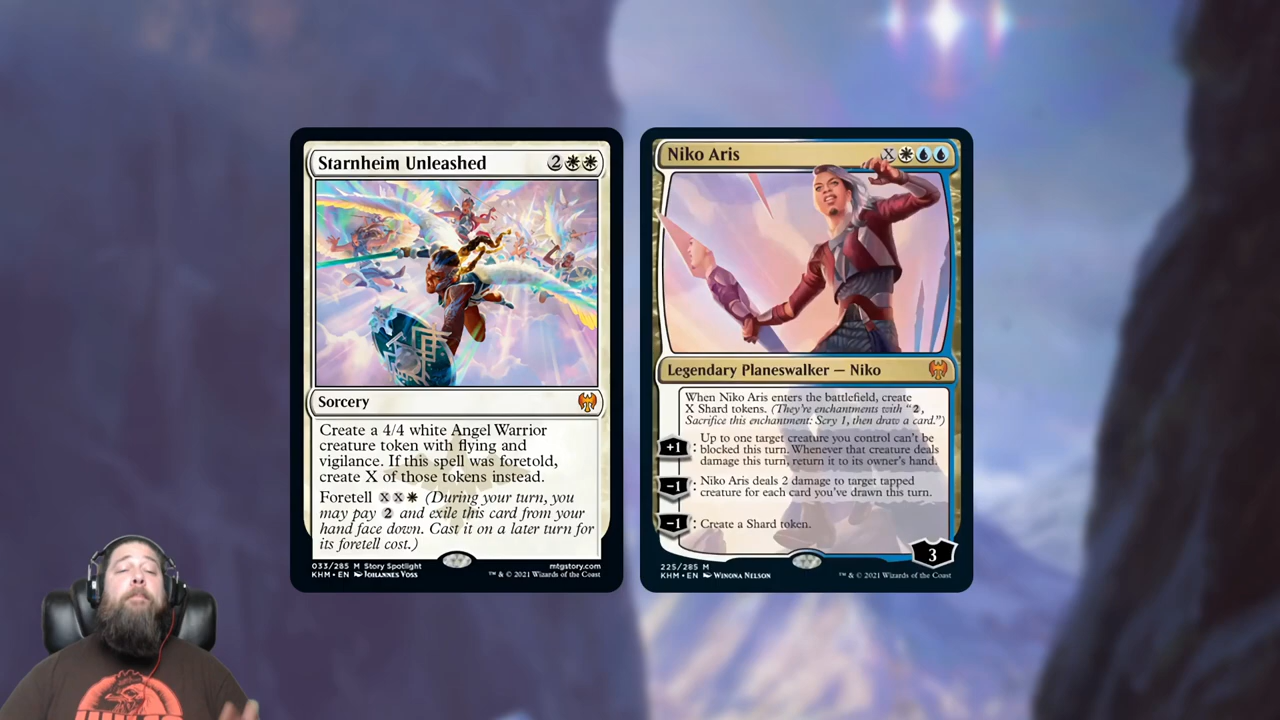 Starnheim Unleashed 2
Sorcery
Create a 4/4 white Angel Warrior
creature token with flying and
vigilance. If this spell was foretold,
create X of those tokens instead.
Foretell X X (During your turn, you
may pay 2 and exile this card from your
hand face down. Cast it on a later turn for
its foretell cost.)
033/285 M Story Spotlight
KHM • EN Johannes Voss
mtgstory.com
™ & © 2021 Wizards of the Coast
Niko Aris X
Legendary Planeswalker — Niko
When Niko Aris enters the battlefield, create
X Shard tokens. (They're enchantments with "2,
Sacrifice this enchantment: Scry 1, then draw a card.")
+1: Up to one target creature you control can't be
blocked this turn. Whenever that creature deals
damage this turn, return it to its owner's hand.
-1: Niko Aris deals 2 damage to target tapped
creature for each card you've drawn this turn.
-1: Create a Shard token.
3
225/285 M
KHM • EN Winona Nelson
™ & © 2021 Wizards of the Coast